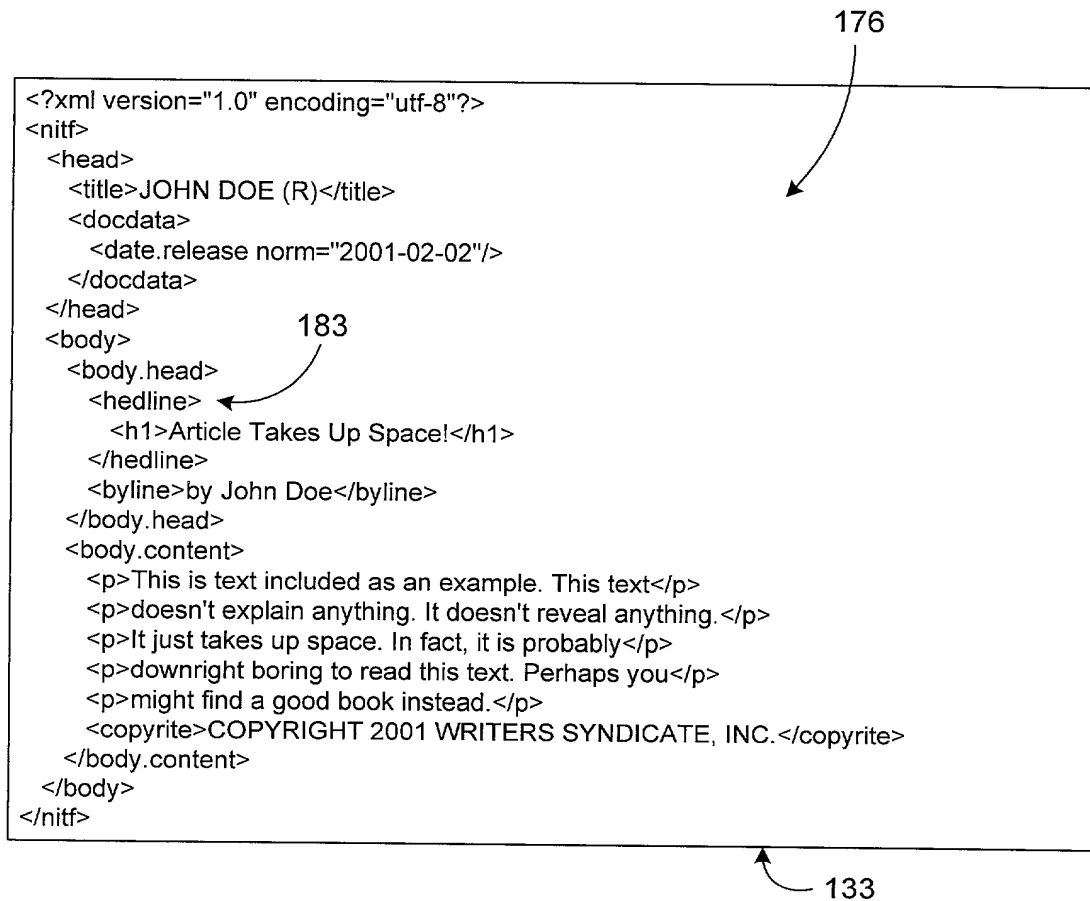 176
<?xml version="1.0" encoding="utf-8"?>
<nitf>
<head>
<title>JOHN DOE (R)</title>
<docdata>
<date.release norm="2001-02-02"/>
</docdata>
</head>
<body>
183
<body.head>
<hedline>
<h1>Article Takes Up Space!</h1>
</hedline>
<byline>by John Doe</byline>
</body.head>
<body.content>
<p>This is text included as an example. This text</p>
<p>doesn't explain anything. It doesn't reveal anything.</p>
<p>It just takes up space. In fact, it is probably</p>
<p>downright boring to read this text. Perhaps you</p>
<p>might find a good book instead.</p>
<copyrite>COPYRIGHT 2001 WRITERS SYNDICATE, INC.</copyrite>
</body.content>
</body>
</nitf>
133